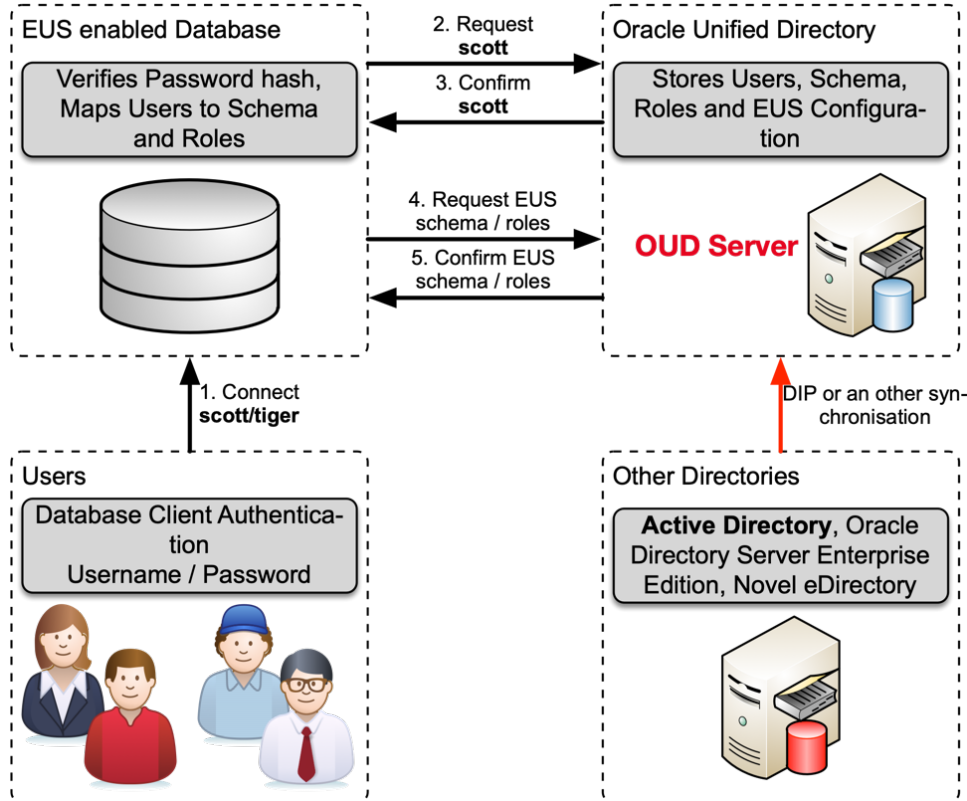 EUS enabled Database
Verifies Password hash,
Maps Users to Schema
and Roles
2. Request
scott
3. Confirm
scott
4. Request EUS
schema / roles
5. Confirm EUS
schema / roles
Oracle Unified Directory
Stores Users, Schema,
Roles and EUS Configura-
tion
OUD Server
1. Connect
scott/tiger
DIP or an other syn-
chronisation
Users
Database Client Authentica-
tion
Username / Password
Other Directories
Active Directory, Oracle
Directory Server Enterprise
Edition, Novel eDirectory